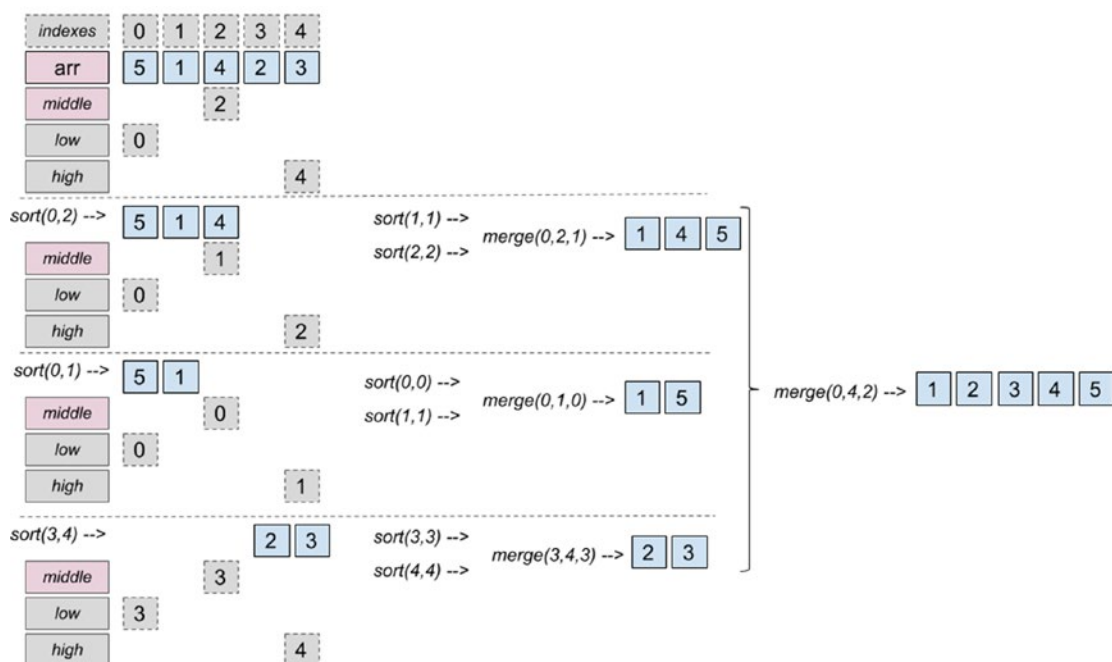 indexes 0 1 2 3 4
arr 5 1 4 2 3
middle 2
low 0
high 4
sort(0,2) --> 5 1 4
sort(1,1) -->
sort(2,2) -->
merge(0,2,1) --> 1 4 5
middle 1
low 0
high 2
sort(0,1) --> 5 1
sort(0,0) -->
sort(1,1) -->
merge(0,1,0) --> 1 5
middle 0
low 0
high 1
merge(0,4,2) --> 1 2 3 4 5
sort(3,4) --> 2 3
sort(3,3) -->
sort(4,4) -->
merge(3,4,3) --> 2 3
middle 3
low 3
high 4